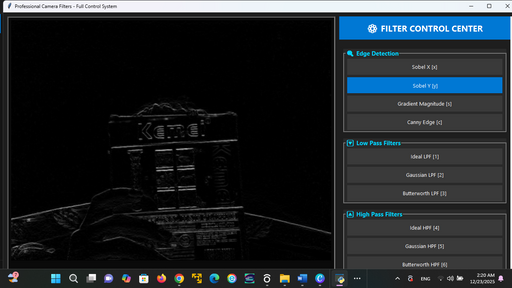 Professional Camera Filters - Full Control System
FILTER CONTROL CENTER
Edge Detection
Sobel X [x]
Sobel Y [y]
Gradient Magnitude [s]
Canny Edge [c]
Low Pass Filters
Ideal LPF [1]
Gaussian LPF [2]
Butterworth LPF [3]
High Pass Filters
Ideal HPF [4]
Gaussian HPF [5]
Butterworth HPF [6]
Kemei
ENG
2:20 AM
12/23/2025